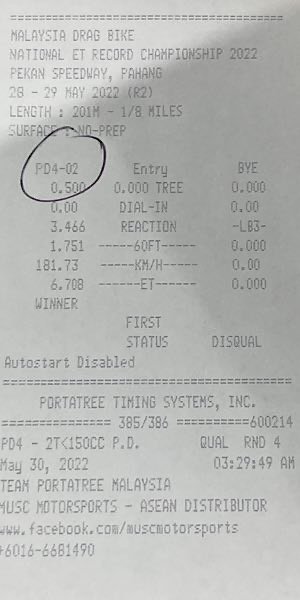 MALAYSIA DRAG BIKE
NATIONAL ET RECORD CHAMPIONSHIP 2022
PEKAN SPEEDWAY, PAHANG
28 - 29 MAY 2022 (R2)
LENGTH : 201M - 1/8 MILES
SURFACE : NO-PREP
PD4-02 Entry BYE
0.500 0.000 TREE 0.000
0.00 DIAL-IN 0.00
3.466 REACTION -LB3-
1.751 -----60FT----- 0.000
181.73 -----KM/H----- 0.00
6.708 ------ET------ 0.000
WINNER
FIRST
STATUS DISQUAL
Autostart Disabled
PORTATREE TIMING SYSTEMS, INC.
=============== 385/386 ==========600214
PD4 - 2T<150CC P.D. QUAL RND 4
May 30, 2022 03:29:49 AM
TEAM PORTATREE MALAYSIA
MUSC MOTORSPORTS - ASEAN DISTRIBUTOR
www.facebook.com/muscmotorsports
+6016-6681490